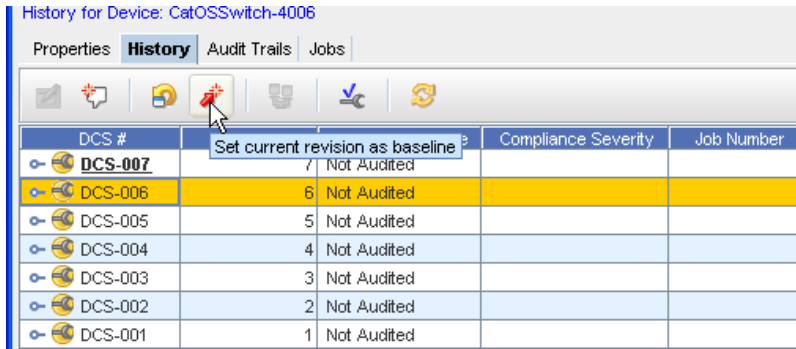 History for Device: CatOSSwitch-4006
Properties History Audit Trails Jobs
DCS # Compliance Severity Job Number
Set current revision as baseline
DCS-007 7 Not Audited
DCS-006 6 Not Audited
DCS-005 5 Not Audited
DCS-004 4 Not Audited
DCS-003 3 Not Audited
DCS-002 2 Not Audited
DCS-001 1 Not Audited